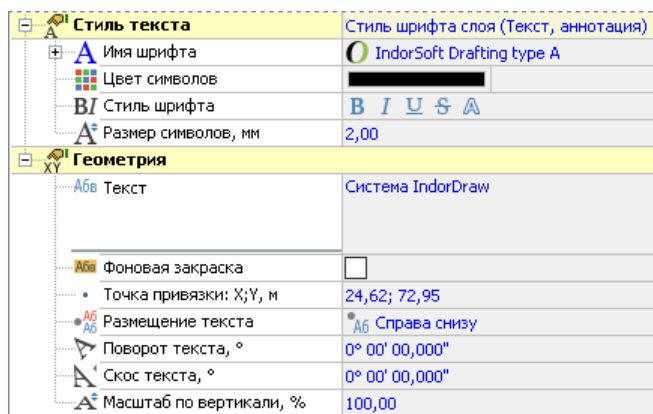 Стиль текста Стиль шрифта слоя (Текст, аннотация)
Имя шрифта IndorSoft Drafting type A
Цвет символов
Стиль шрифта B I U S A
Размер символов, мм 2,00
Геометрия
Текст Система IndorDraw
Фоновая закраска
Точка привязки: X;Y, м 24,62; 72,95
Размещение текста Справа снизу
Поворот текста, ° 0° 00' 00,000"
Скос текста, ° 0° 00' 00,000"
Масштаб по вертикали, % 100,00